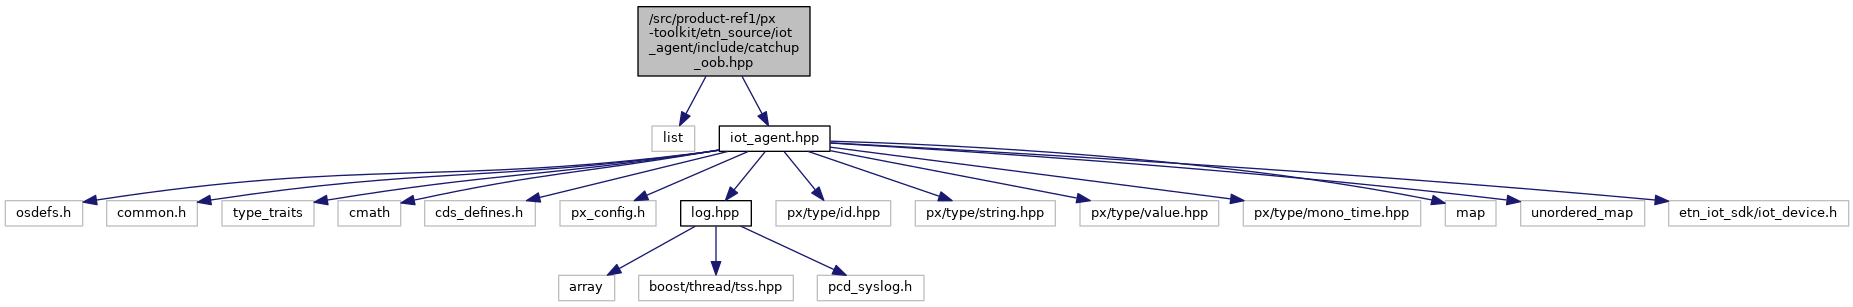 /src/product-ref1/px
-toolkit/etn_source/iot
_agent/include/catchup
_oob.hpp
list
iot_agent.hpp
osdefs.h
common.h
type_traits
cmath
cds_defines.h
px_config.h
log.hpp
px/type/id.hpp
px/type/string.hpp
px/type/value.hpp
px/type/mono_time.hpp
map
unordered_map
etn_iot_sdk/iot_device.h
array
boost/thread/tss.hpp
pcd_syslog.h